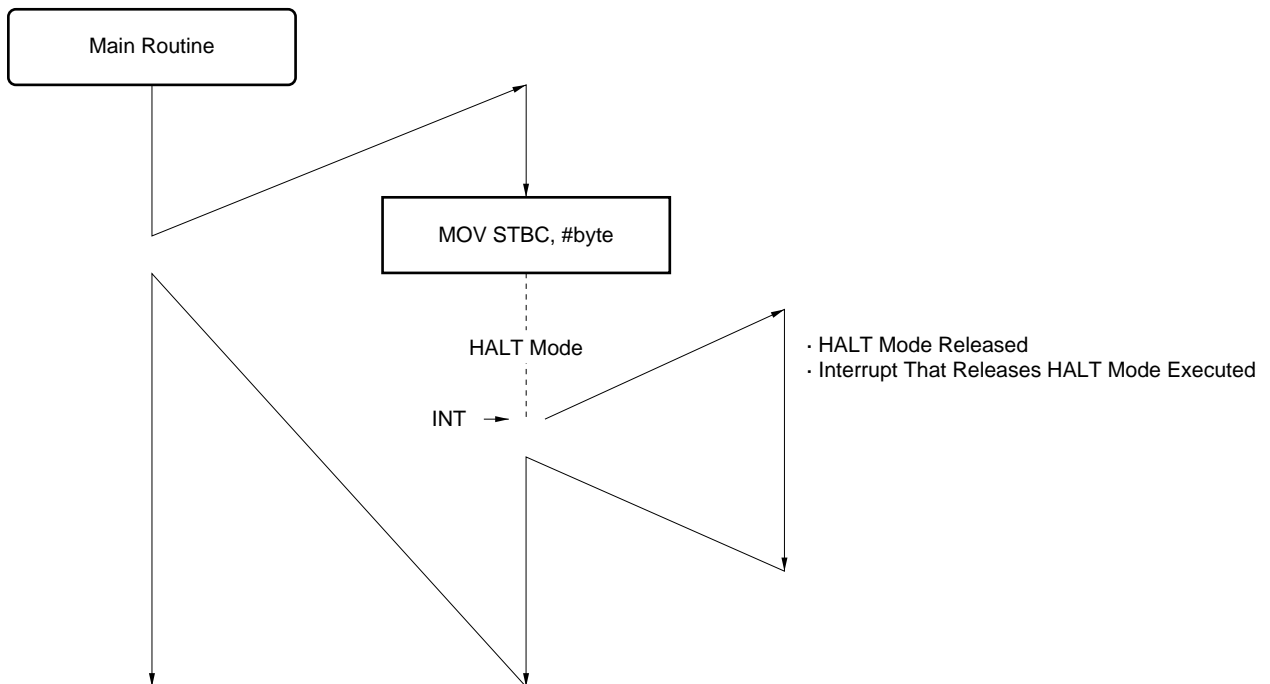 Main Routine
MOV STBC, #byte
HALT Mode
· HALT Mode Released
· Interrupt That Releases HALT Mode Executed
INT